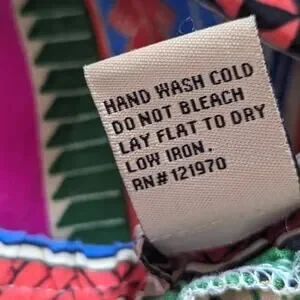 HAND WASH COLD
DO NOT BLEACH
LAY FLAT TO DRY
LOW IRON.
RN#121970